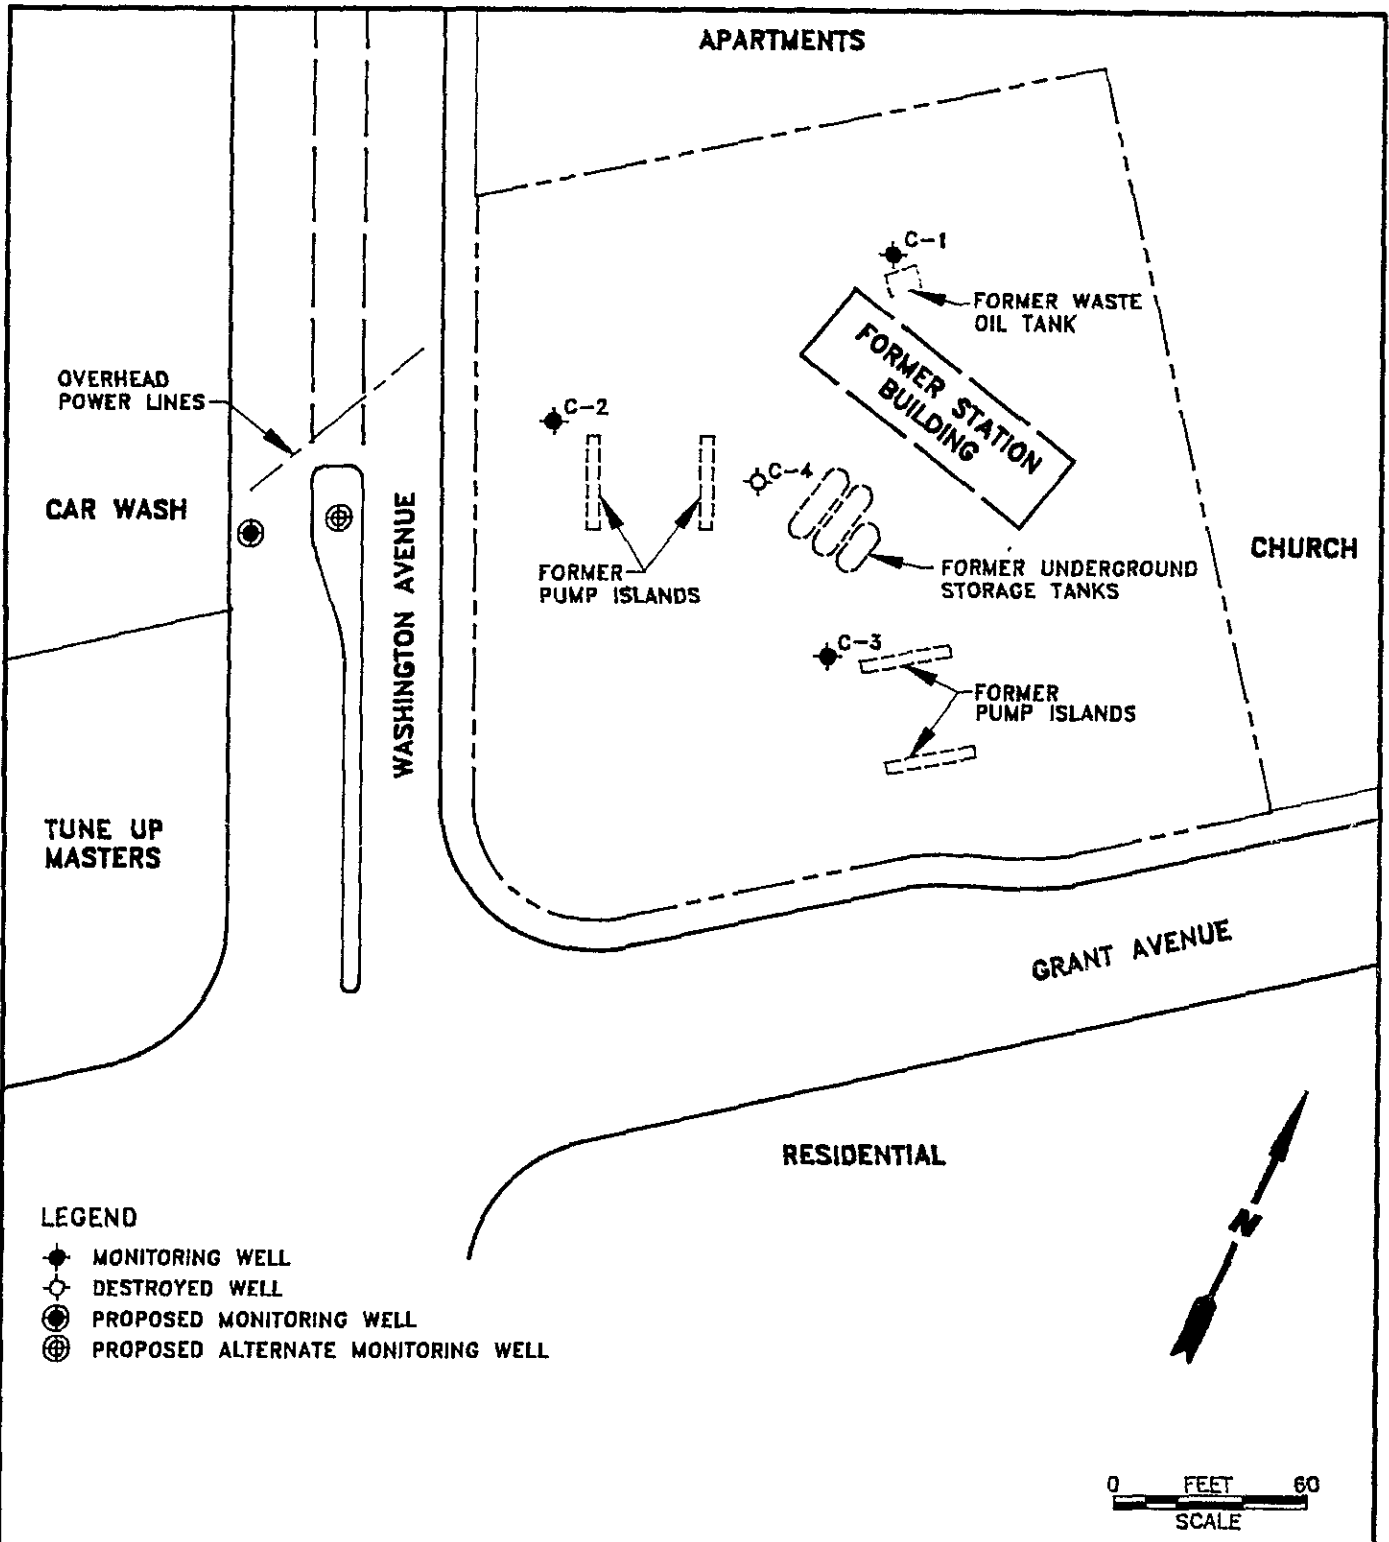 APARTMENTS
C-1
FORMER WASTE
OIL TANK
FORMER STATION
BUILDING
OVERHEAD
POWER LINES
C-2
C-4
CAR WASH
WASHINGTON AVENUE
FORMER
PUMP ISLANDS
FORMER UNDERGROUND
STORAGE TANKS
CHURCH
C-3
FORMER
PUMP ISLANDS
TUNE UP
MASTERS
GRANT AVENUE
RESIDENTIAL
N
LEGEND
MONITORING WELL
DESTROYED WELL
PROPOSED MONITORING WELL
PROPOSED ALTERNATE MONITORING WELL
0 FEET 60
SCALE